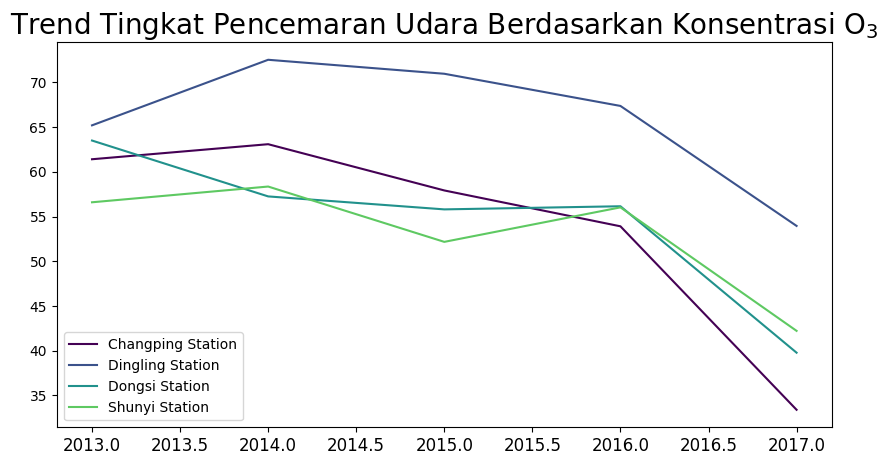 Trend Tingkat Pencemaran Udara Berdasarkan Konsentrasi O₃
70
65
60
55
50
45
40
35
Changping Station
Dingling Station
Dongsi Station
Shunyi Station
2013.0 2013.5 2014.0 2014.5 2015.0 2015.5 2016.0 2016.5 2017.0